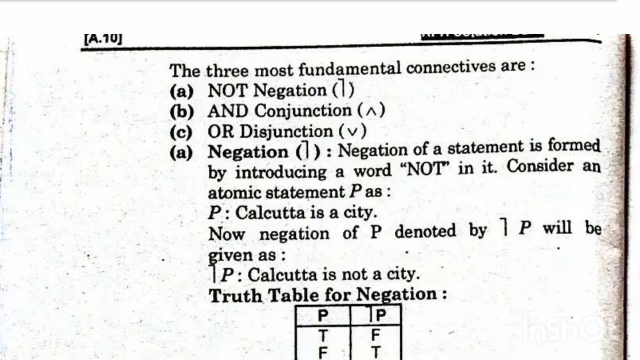 [A.10]
The three most fundamental connectives are :
(a) NOT Negation (⌉)
(b) AND Conjunction (∧)
(c) OR Disjunction (∨)
(a) Negation (⌉) : Negation of a statement is formed
by introducing a word “NOT” in it. Consider an
atomic statement P as :
P : Calcutta is a city.
Now negation of P denoted by ⌉ P will be
given as :
⌉P : Calcutta is not a city.
Truth Table for Negation :
P ⌉P
T F
F T
InShOt